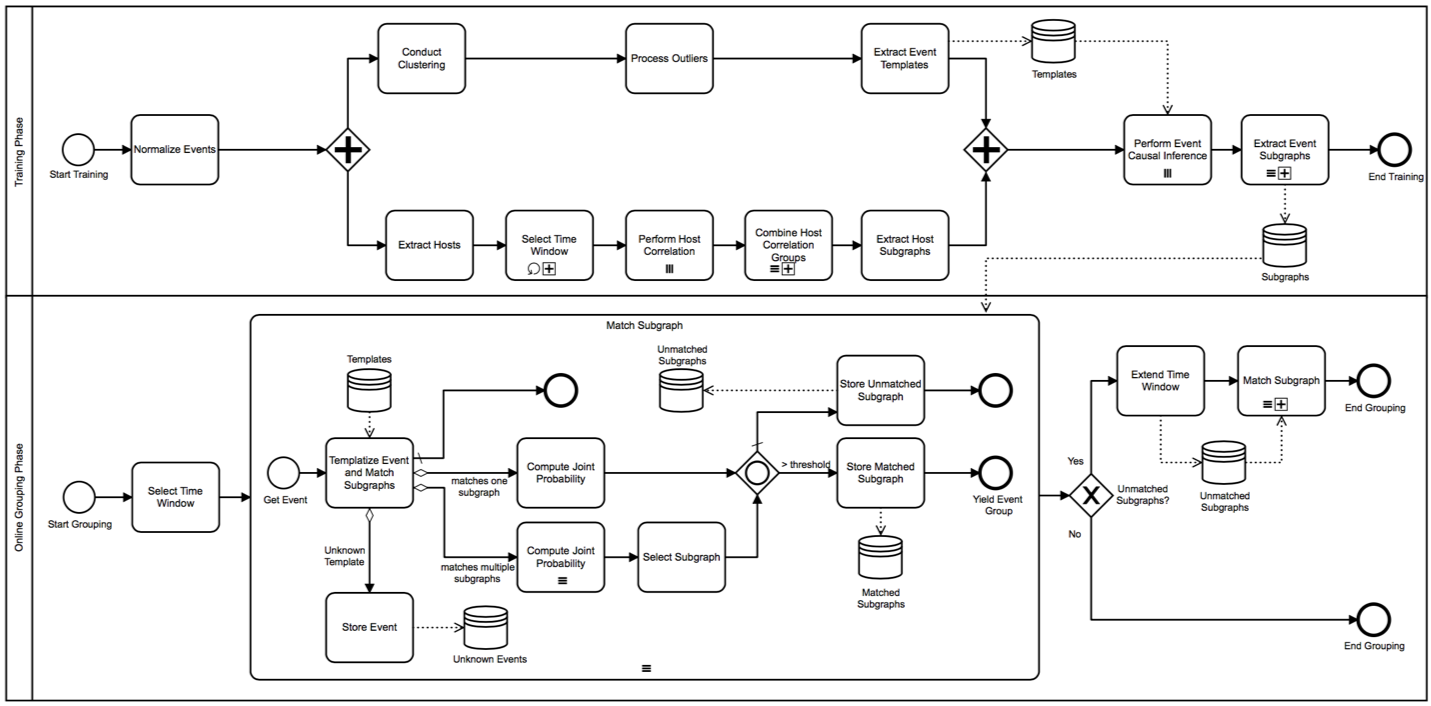 Training Phase
Start Training
Normalize Events
Conduct
Clustering
Process Outliers
Extract Event
Templates
Templates
Extract Hosts
Select Time
Window
Perform Host
Correlation
Combine Host
Correlation
Groups
Extract Host
Subgraphs
Perform Event
Causal Inference
Extract Event
Subgraphs
End Training
Subgraphs
Online Grouping Phase
Start Grouping
Select Time
Window
Match Subgraph
Templates
Get Event
Templatize Event
and Match
Subgraphs
matches one
subgraph
Compute Joint
Probability
matches multiple
subgraphs
Compute Joint
Probability
Select Subgraph
Unknown
Template
Store Event
Unknown Events
Unmatched
Subgraphs
Store Unmatched
Subgraph
> threshold
Store Matched
Subgraph
Yield Event
Group
Matched
Subgraphs
Yes
Unmatched
Subgraphs?
No
Extend Time
Window
Match Subgraph
Unmatched
Subgraphs
End Grouping
End Grouping